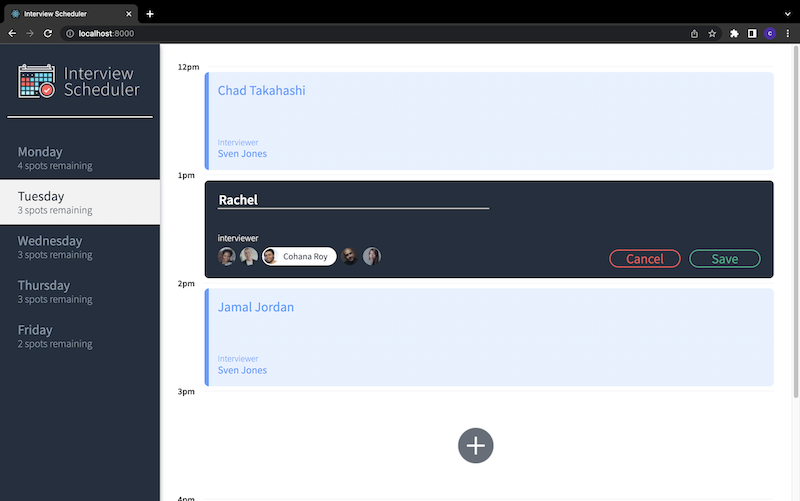 Interview Scheduler
localhost:8000
C
Interview
Scheduler
Monday
4 spots remaining
Tuesday
3 spots remaining
Wednesday
3 spots remaining
Thursday
3 spots remaining
Friday
2 spots remaining
12pm
Chad Takahashi
Interviewer
Sven Jones
1pm
Rachel
interviewer
Cohana Roy
Cancel
Save
2pm
Jamal Jordan
Interviewer
Sven Jones
3pm
4pm